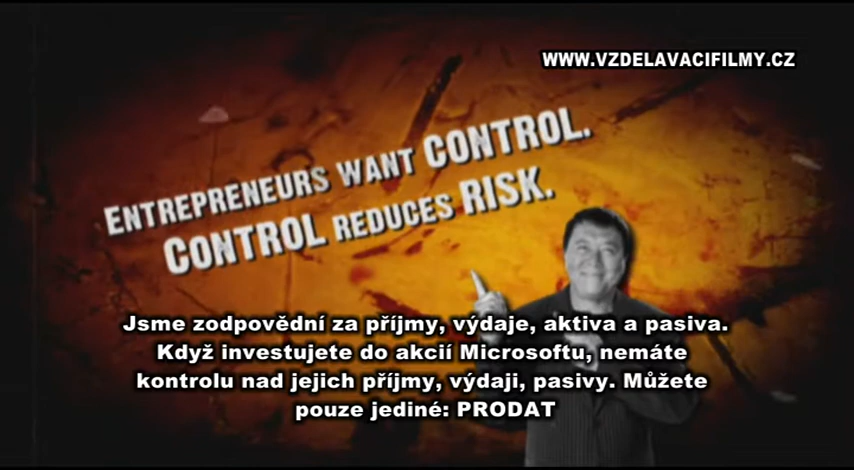 WWW.VZDELAVACIFILMY.CZ
ENTREPRENEURS WANT CONTROL.
CONTROL REDUCES RISK.
Jsme zodpovědní za příjmy, výdaje, aktiva a pasiva.
Když investujete do akcií Microsoftu, nemáte
kontrolu nad jejich příjmy, výdaji, pasivy. Můžete
pouze jediné: PRODAT